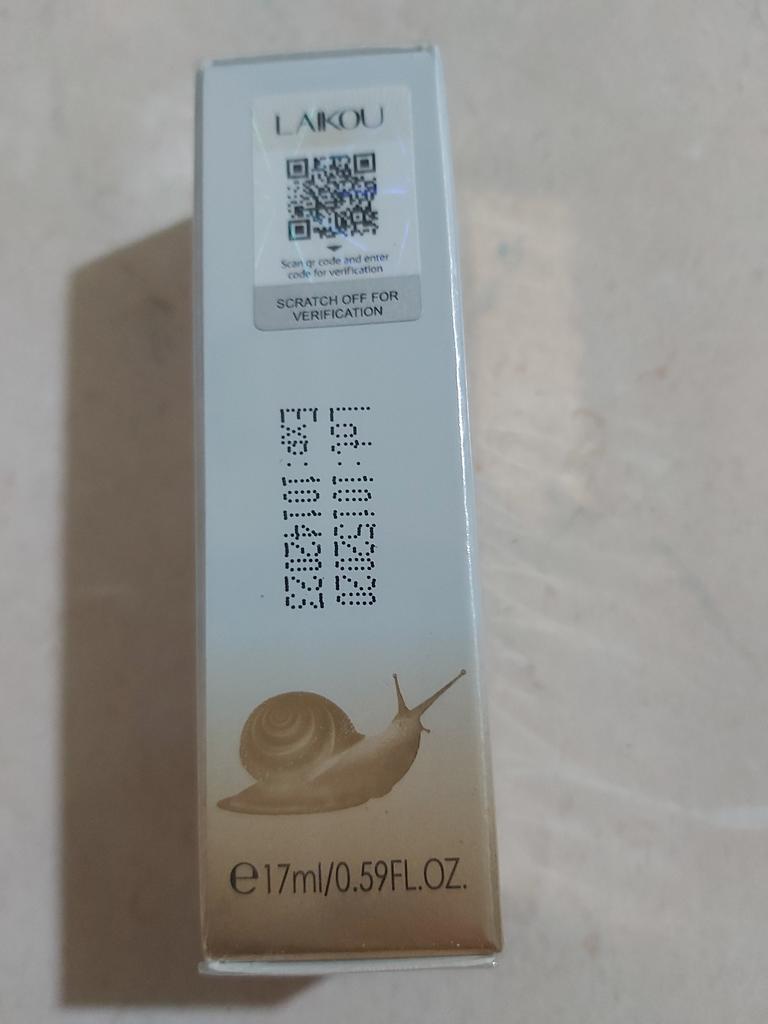 LAIKOU
Scan qr code and enter
code for verification
SCRATCH OFF FOR
VERIFICATION
Lot: 10152020
EXP: 10142023
℮17ml/0.59FL.OZ.